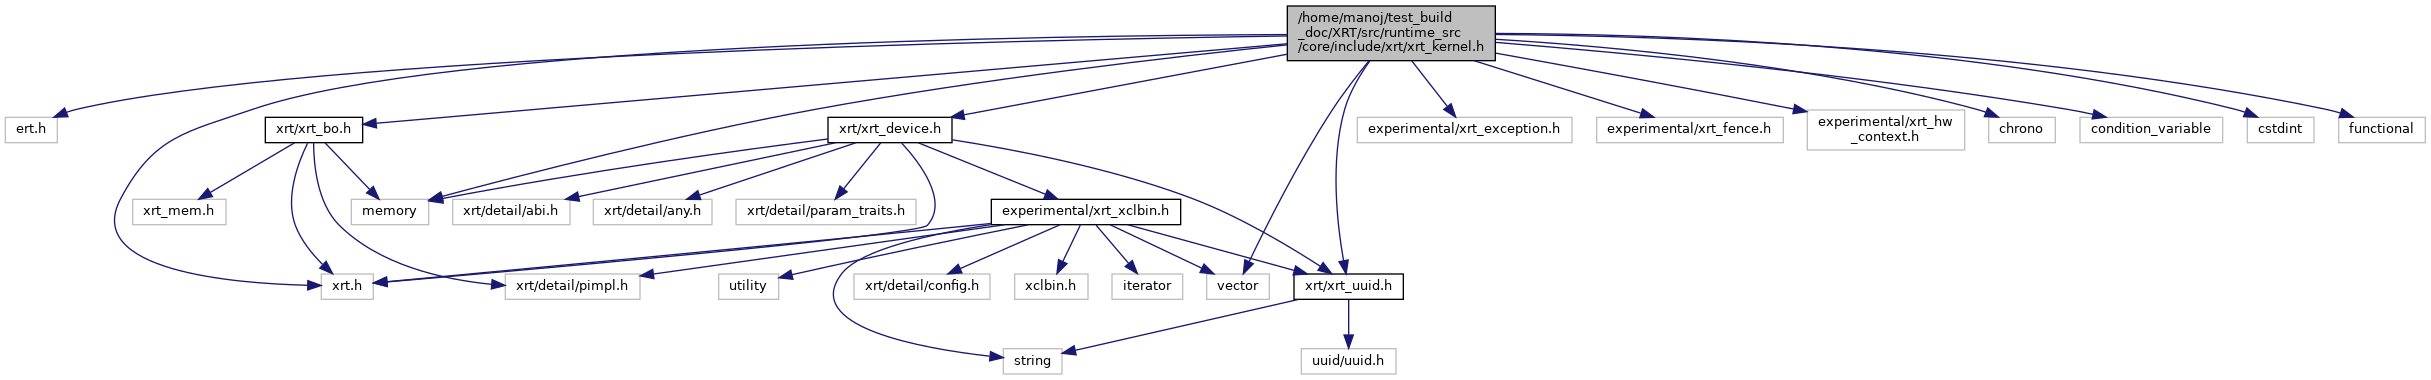 /home/manoj/test_build
_doc/XRT/src/runtime_src
/core/include/xrt/xrt_kernel.h
ert.h
xrt/xrt_bo.h
xrt/xrt_device.h
experimental/xrt_exception.h
experimental/xrt_fence.h
experimental/xrt_hw
_context.h
chrono
condition_variable
cstdint
functional
xrt_mem.h
memory
xrt/detail/abi.h
xrt/detail/any.h
xrt/detail/param_traits.h
experimental/xrt_xclbin.h
xrt.h
xrt/detail/pimpl.h
utility
xrt/detail/config.h
xclbin.h
iterator
vector
xrt/xrt_uuid.h
string
uuid/uuid.h